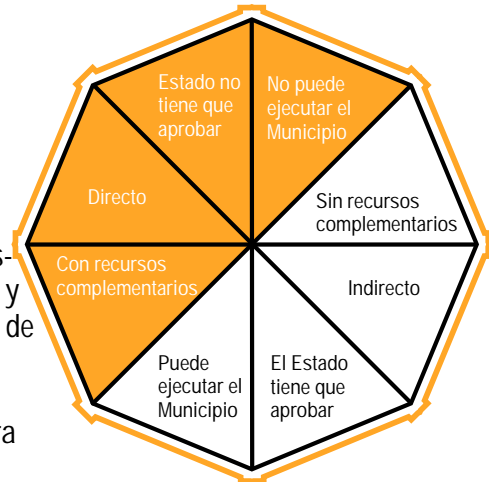 Estado no
tiene que
aprobar
No puede
ejecutar el
Municipio
Directo
Sin recursos
complementarios
Con recursos
complementarios
Indirecto
Puede
ejecutar el
Municipio
El Estado
tiene que
aprobar
y
de